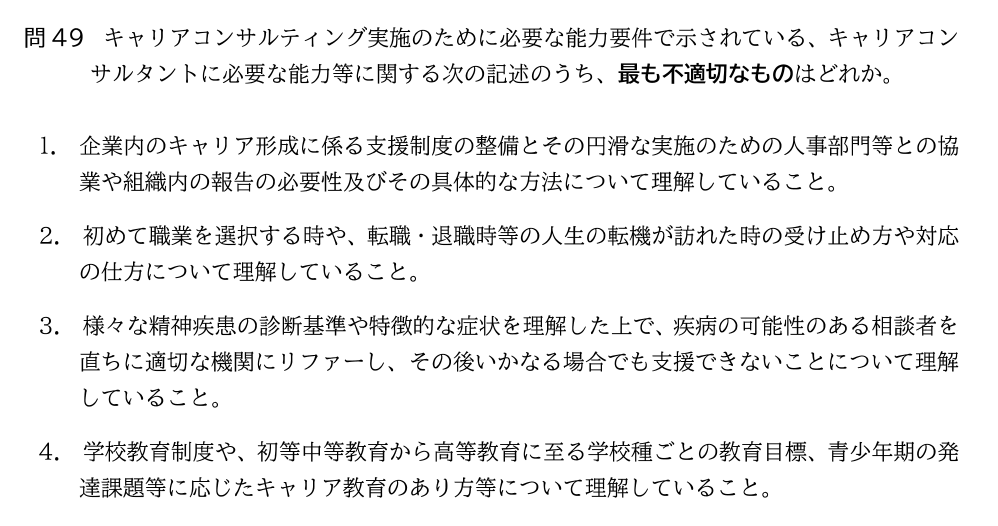 問 49 キャリアコンサルティング実施のために必要な能力要件で示されている、キャリアコン
サルタントに必要な能力等に関する次の記述のうち、最も不適切なものはどれか。
1. 企業内のキャリア形成に係る支援制度の整備とその円滑な実施のための人事部門等との協
業や組織内の報告の必要性及びその具体的な方法について理解していること。
2. 初めて職業を選択する時や、転職・退職時等の人生の転機が訪れた時の受け止め方や対応
の仕方について理解していること。
3. 様々な精神疾患の診断基準や特徴的な症状を理解した上で、疾病の可能性のある相談者を
直ちに適切な機関にリファーし、その後いかなる場合でも支援できないことについて理解
していること。
4. 学校教育制度や、初等中等教育から高等教育に至る学校種ごとの教育目標、青少年期の発
達課題等に応じたキャリア教育のあり方等について理解していること。